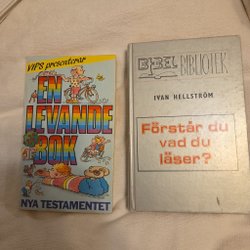 VIPS presenterar
EN
LEVANDE
BOK
NYA TESTAMENTET
BIBEL
BIBLIOTEK
IVAN HELLSTRÖM
Förstår du
vad du
läser?